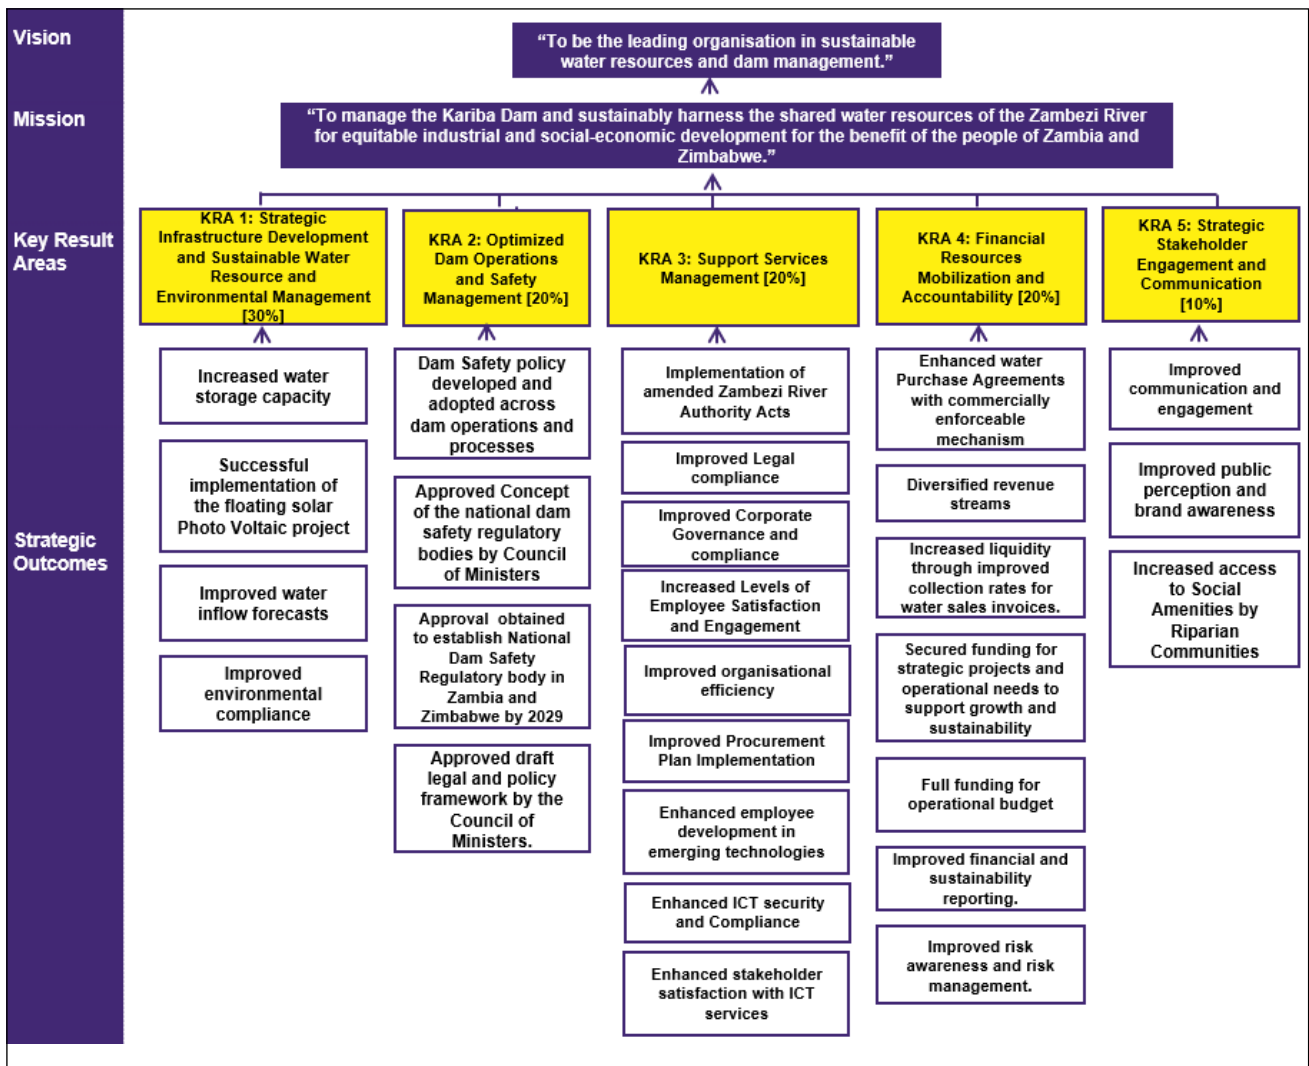 Vision
“To be the leading organisation in sustainable
water resources and dam management.”
Mission
“To manage the Kariba Dam and sustainably harness the shared water resources of the Zambezi River
for equitable industrial and social-economic development for the benefit of the people of Zambia and
Zimbabwe.”
Key Result
Areas
KRA 1: Strategic
Infrastructure Development
and Sustainable Water
Resource and
Environmental Management
[30%]
KRA 2: Optimized
Dam Operations
and Safety
Management [20%]
KRA 3: Support Services
Management [20%]
KRA 4: Financial
Resources
Mobilization and
Accountability [20%]
KRA 5: Strategic
Stakeholder
Engagement and
Communication
[10%]
Strategic
Outcomes
Increased water
storage capacity
Successful
implementation of
the floating solar
Photo Voltaic project
Improved water
inflow forecasts
Improved
environmental
compliance
Dam Safety policy
developed and
adopted across
dam operations and
processes
Approved Concept
of the national dam
safety regulatory
bodies by Council
of Ministers
Approval obtained
to establish National
Dam Safety
Regulatory body in
Zambia and
Zimbabwe by 2029
Approved draft
legal and policy
framework by the
Council of
Ministers.
Implementation of
amended Zambezi River
Authority Acts
Improved Legal
compliance
Improved Corporate
Governance and
compliance
Increased Levels of
Employee Satisfaction
and Engagement
Improved organisational
efficiency
Improved Procurement
Plan Implementation
Enhanced employee
development in
emerging technologies
Enhanced ICT security
and Compliance
Enhanced stakeholder
satisfaction with ICT
services
Enhanced water
Purchase Agreements
with commercially
enforceable
mechanism
Diversified revenue
streams
Increased liquidity
through improved
collection rates for
water sales invoices.
Secured funding for
strategic projects and
operational needs to
support growth and
sustainability
Full funding for
operational budget
Improved financial and
sustainability
reporting.
Improved risk
awareness and risk
management.
Improved
communication and
engagement
Improved public
perception and
brand awareness
Increased access
to Social
Amenities by
Riparian
Communities